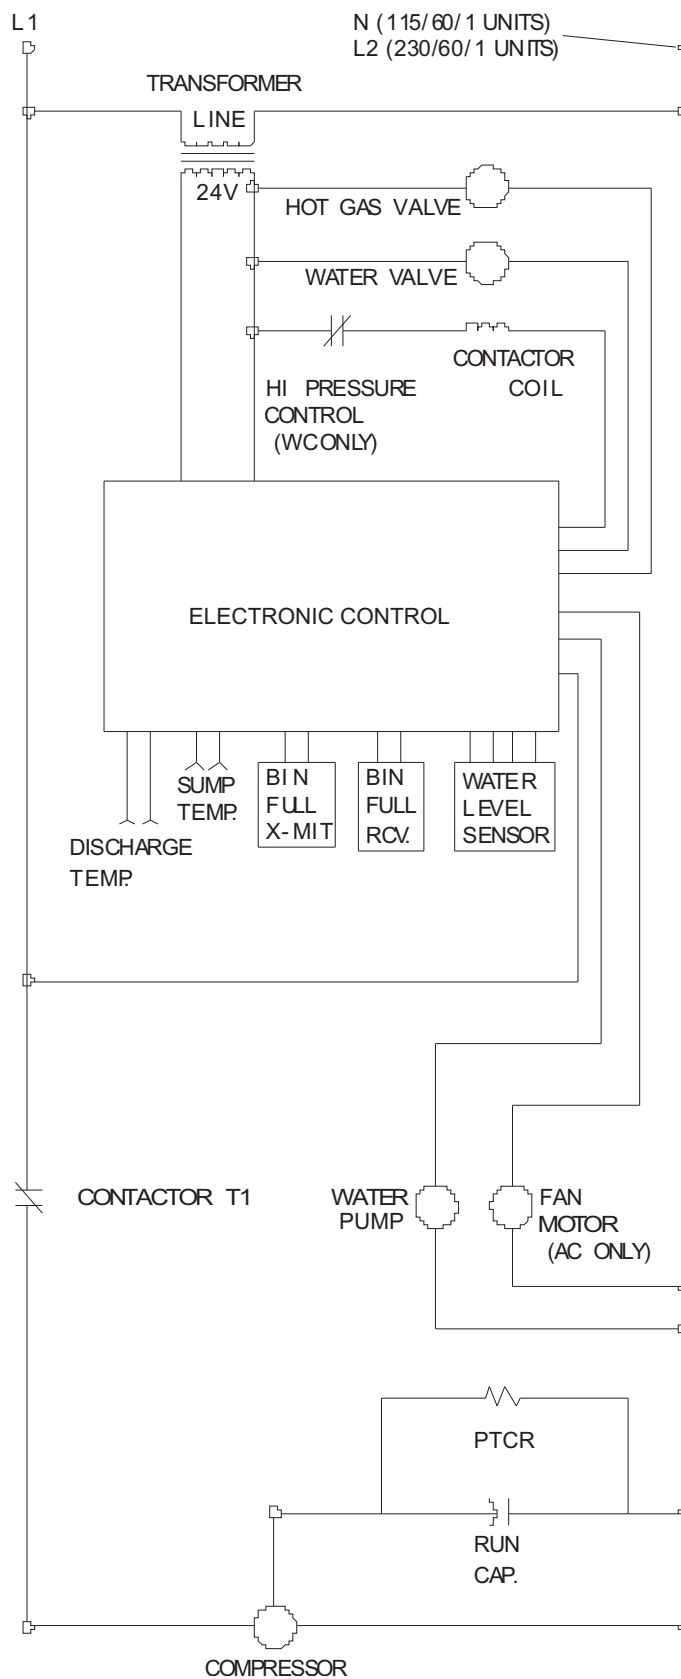 L1
N (115/60/1 UNITS)
L2 (230/60/1 UNITS)
TRANSFORMER
LINE
24V
HOT GAS VALVE
WATER VALVE
CONTACTOR
COIL
HI PRESSURE
CONTROL
(WC ONLY)
ELECTRONIC CONTROL
DISCHARGE
TEMP.
SUMP
TEMP.
BIN
FULL
X-MIT
BIN
FULL
RCV.
WATER
LEVEL
SENSOR
CONTACTOR T1
WATER
PUMP
FAN
MOTOR
(AC ONLY)
PTCR
RUN
CAP.
COMPRESSOR